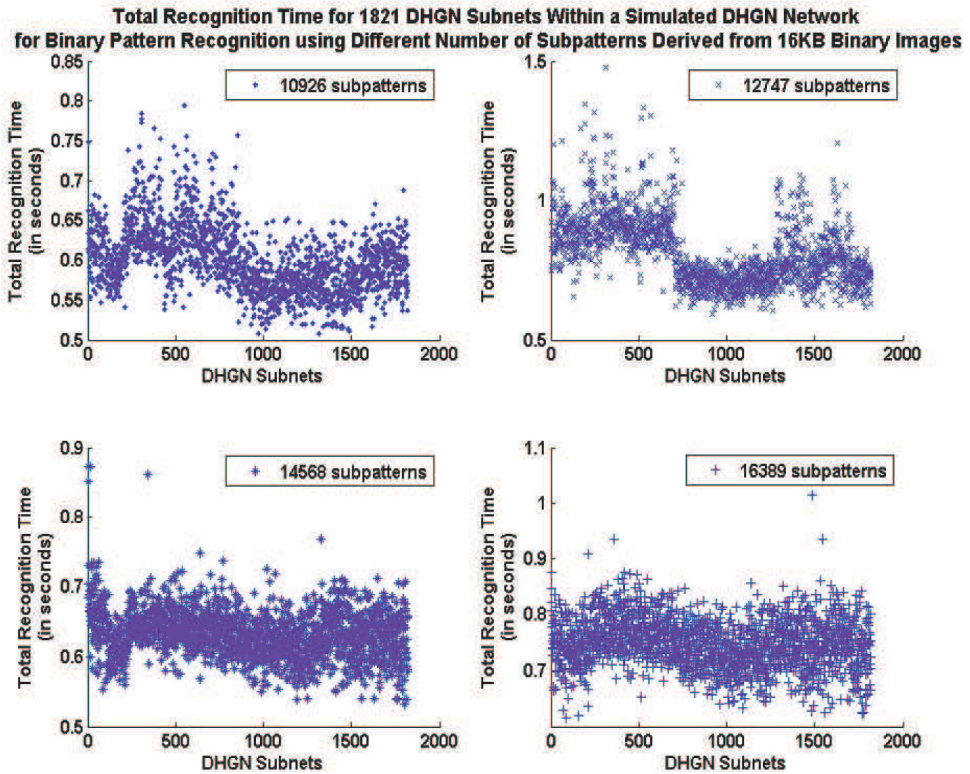 Total Recognition Time for 1821 DHGN Subnets Within a Simulated DHGN Network
for Binary Pattern Recognition using Different Number of Subpatterns Derived from 16KB Binary Images
10926 subpatterns
Total Recognition Time
(in seconds)
0.85
0.8
0.75
0.7
0.65
0.6
0.55
0.5
0
500
1000
1500
2000
DHGN Subnets
12747 subpatterns
Total Recognition Time
(in seconds)
1.5
1
0.5
0
500
1000
1500
2000
DHGN Subnets
14568 subpatterns
Total Recognition Time
(in seconds)
0.9
0.8
0.7
0.6
0.5
0
500
1000
1500
2000
DHGN Subnets
16389 subpatterns
Total Recognition Time
(in seconds)
1.1
1
0.9
0.8
0.7
0
500
1000
1500
2000
DHGN Subnets